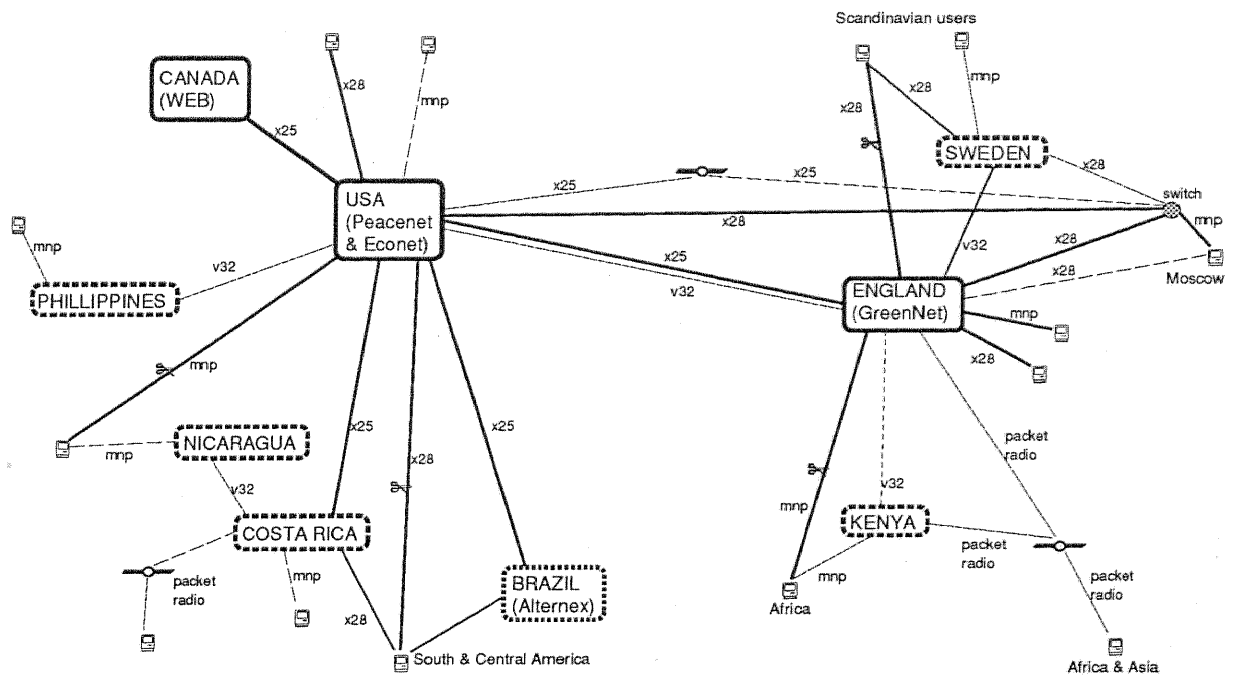 Scandinavian users
CANADA
(WEB)
x28
mnp
mnp
x28
x28
x25
SWEDEN
x28
x25
x25
switch
USA
(Peacenet
& Econet)
x28
mnp
mnp
v32
x25
v32
v32
x28
x28
Moscow
PHILLIPPINES
ENGLAND
(GreenNet)
mnp
x28
mnp
x25
x25
NICARAGUA
mnp
packet
radio
x28
v32
v32
mnp
COSTA RICA
KENYA
packet
radio
mnp
packet
radio
BRAZIL
(Alternex)
mnp
packet
radio
Africa
x28
South & Central America
Africa & Asia